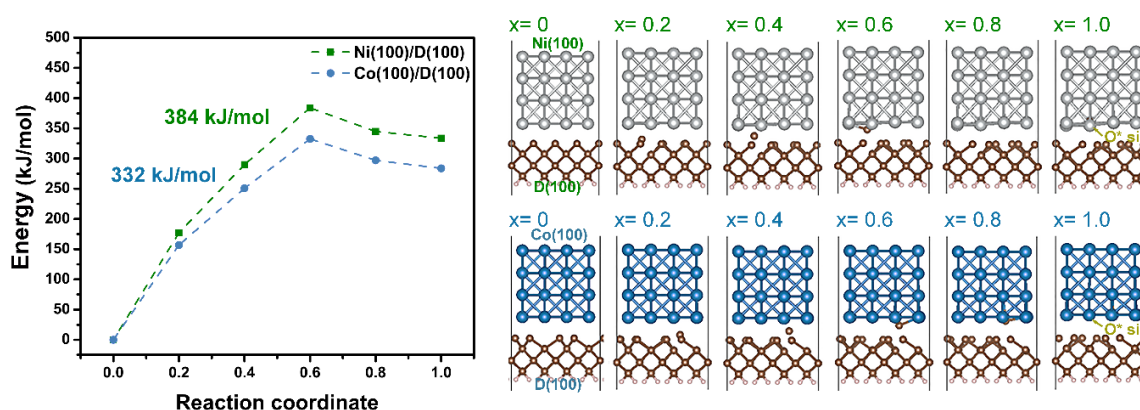 500
450
400
350
300
250
200
150
100
50
0
Energy (kJ/mol)
Ni(100)/D(100)
Co(100)/D(100)
384 kJ/mol
332 kJ/mol
0.0 0.2 0.4 0.6 0.8 1.0
Reaction coordinate
x= 0 x= 0.2 x= 0.4 x= 0.6 x= 0.8 x= 1.0
Ni(100)
O* si
D(100)
x= 0 x= 0.2 x= 0.4 x= 0.6 x= 0.8 x= 1.0
Co(100)
O* si
D(100)